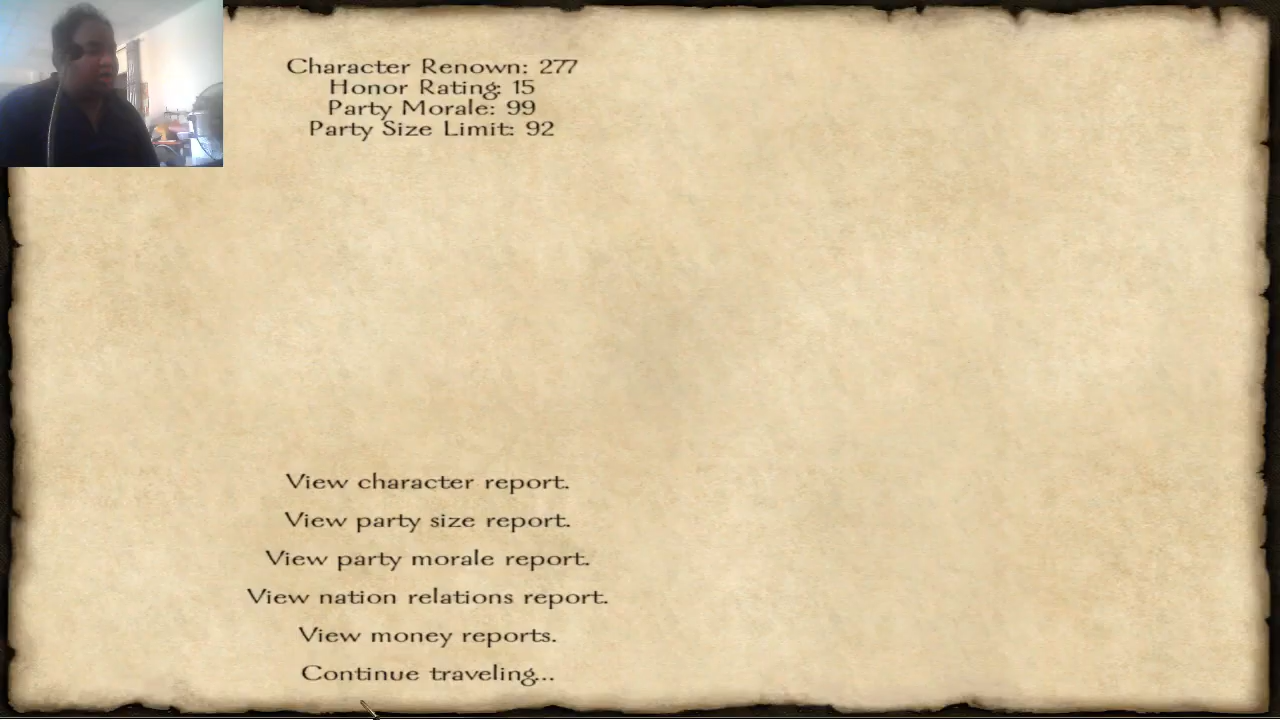 Character Renown: 277
Honor Rating: 15
Party Morale: 99
Party Size Limit: 92
View character report.
View party size report.
View party morale report.
View nation relations report.
View money reports.
Continue traveling...